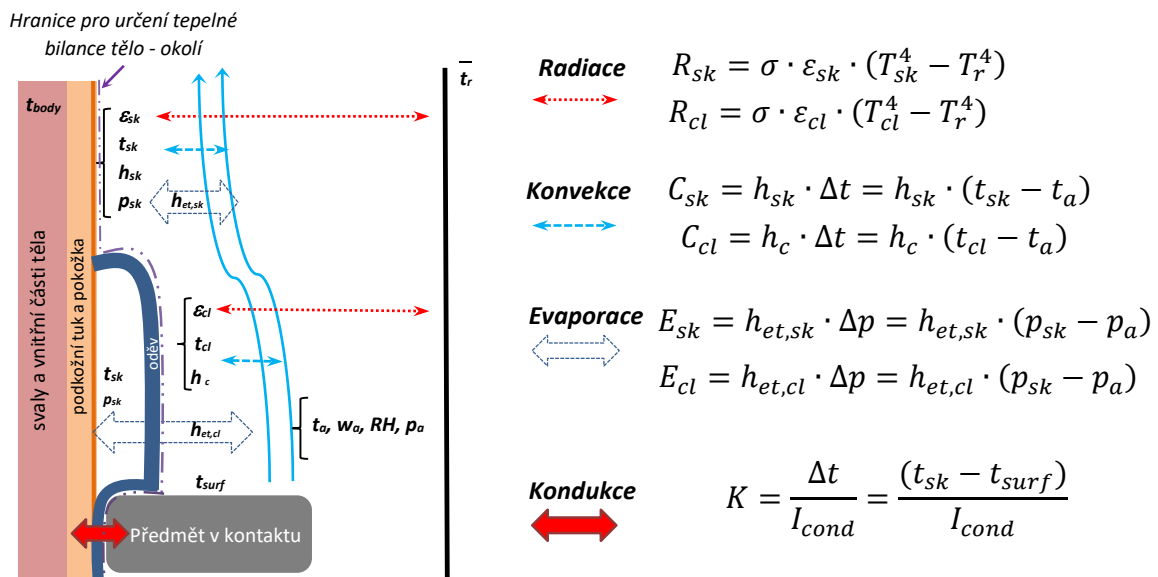 Hranice pro určení tepelné
bilance tělo - okolí
t_body
svaly a vnitřní části těla
podkožní tuk a pokožka
ε_sk
t_sk
h_sk
p_sk
h_et,sk
oděv
ε_cl
t_cl
h_c
t_sk
p_sk
h_et,cl
t_a, w_a, RH, p_a
t_surf
Předmět v kontaktu
t̄_r
Radiace
R_sk = σ · ε_sk · (T_sk^4 − T_r^4)
R_cl = σ · ε_cl · (T_cl^4 − T_r^4)
Konvekce
C_sk = h_sk · Δt = h_sk · (t_sk − t_a)
C_cl = h_c · Δt = h_c · (t_cl − t_a)
Evaporace
E_sk = h_et,sk · Δp = h_et,sk · (p_sk − p_a)
E_cl = h_et,cl · Δp = h_et,cl · (p_sk − p_a)
Kondukce
K = Δt / I_cond = (t_sk − t_surf) / I_cond